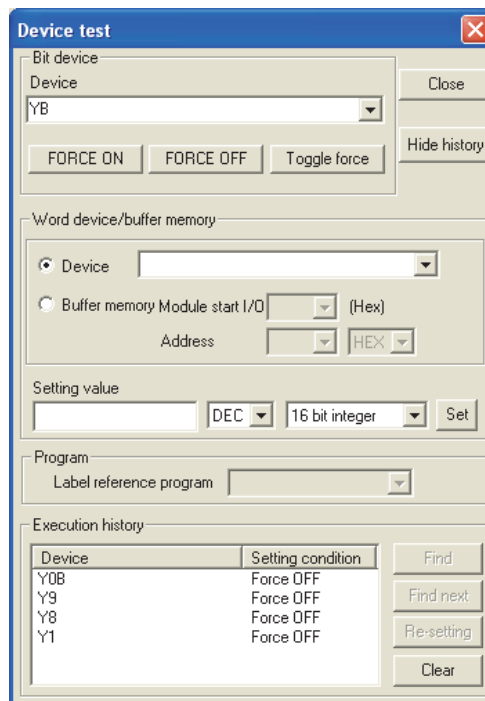 Device test
Bit device
Device
Close
YB
Hide history
FORCE ON FORCE OFF Toggle force
Word device/buffer memory
Device
Buffer memory Module start I/O (Hex)
Address HEX
Setting value
DEC 16 bit integer Set
Program
Label reference program
Execution history
Device Setting condition Find
Y0B Force OFF
Y9 Force OFF Find next
Y8 Force OFF
Y1 Force OFF Re-setting
Clear